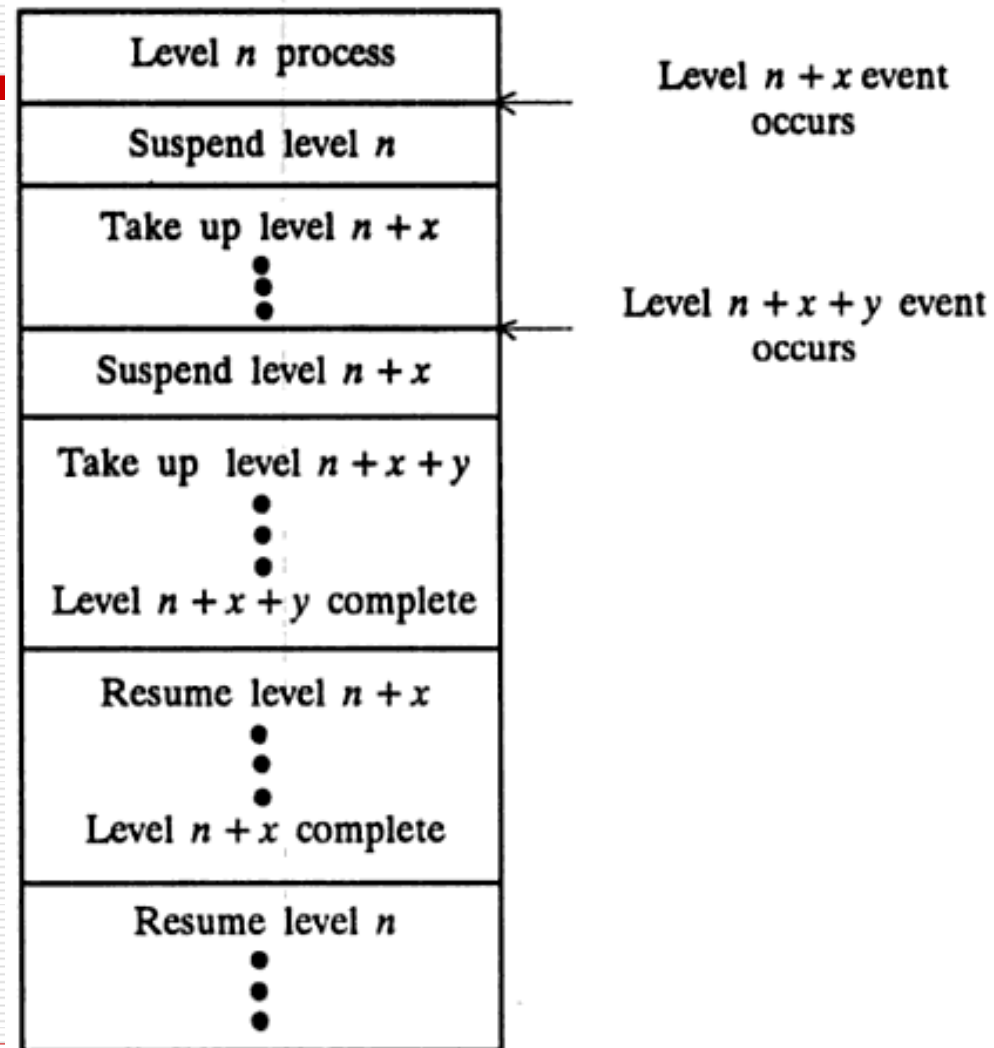 Level n process
Level n + x event
occurs
Suspend level n
Take up level n + x
Level n + x + y event
occurs
Suspend level n + x
Take up level n + x + y
Level n + x + y complete
Resume level n + x
Level n + x complete
Resume level n